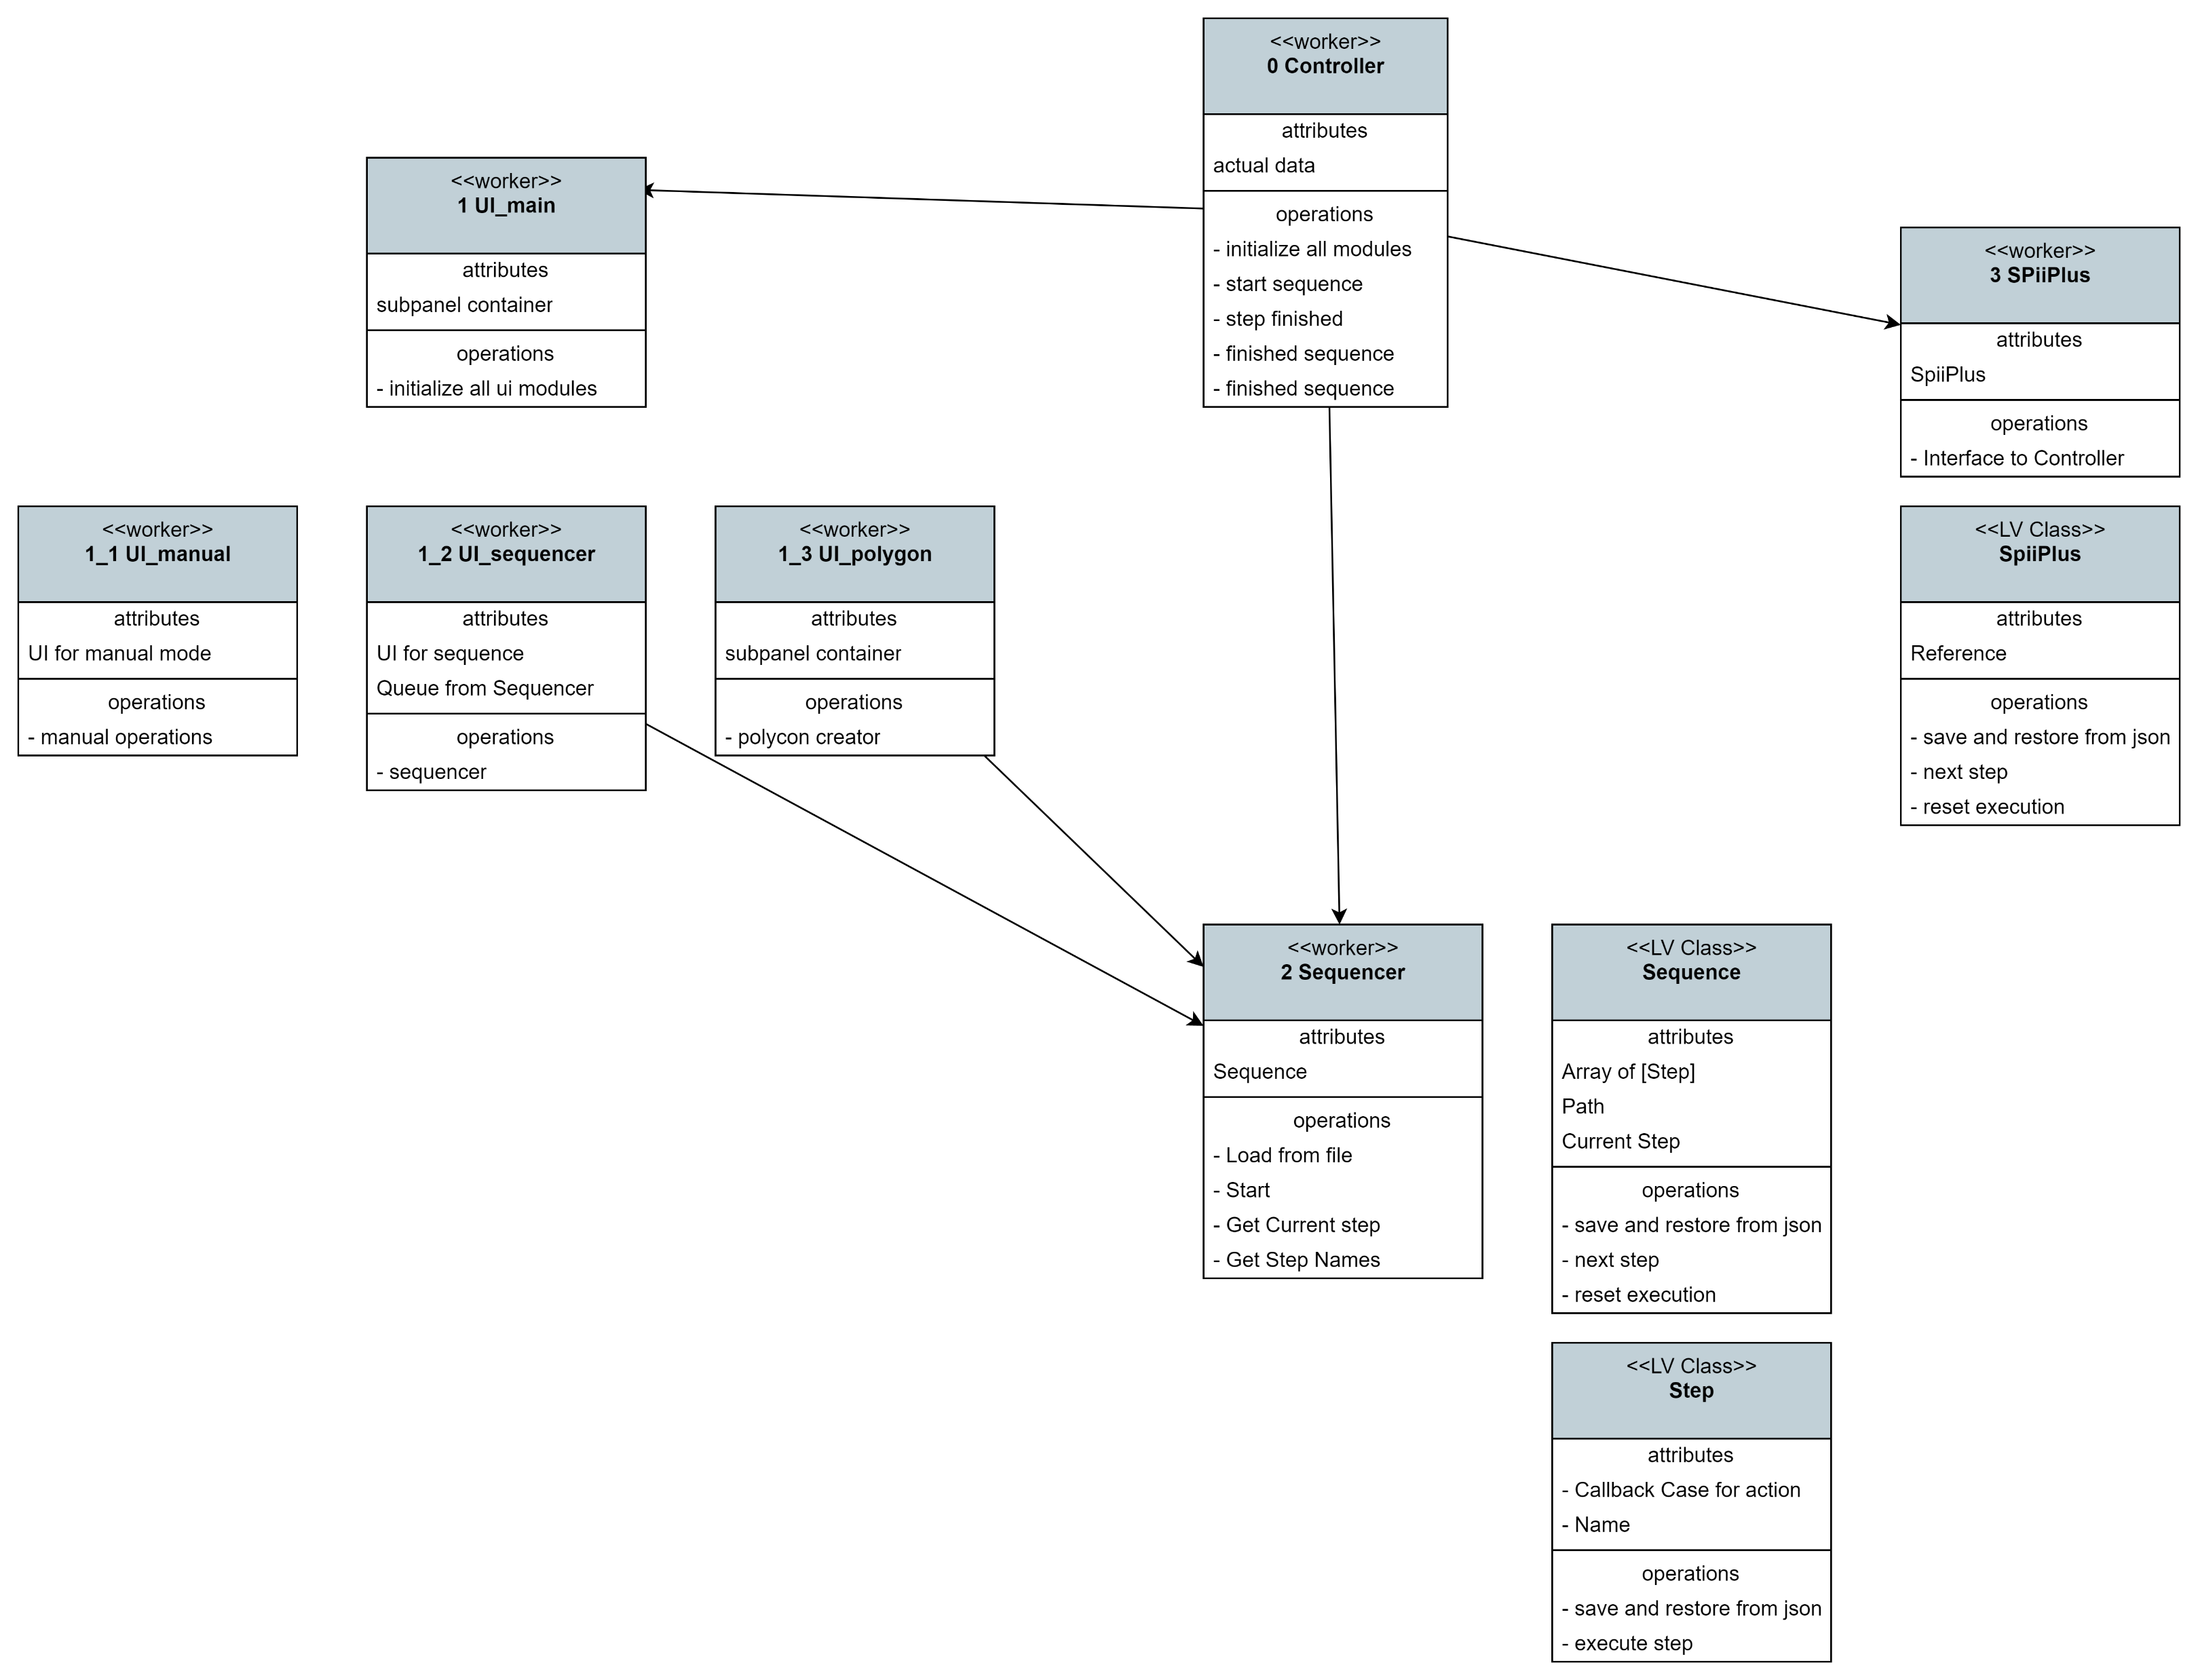 <<worker>>
0 Controller
attributes
actual data
operations
- initialize all modules
- start sequence
- step finished
- finished sequence
- finished sequence
<<worker>>
1 UI_main
attributes
subpanel container
operations
- initialize all ui modules
<<worker>>
3 SPiiPlus
attributes
SpiiPlus
operations
- Interface to Controller
<<worker>>
1_1 UI_manual
attributes
UI for manual mode
operations
- manual operations
<<worker>>
1_2 UI_sequencer
attributes
UI for sequence
Queue from Sequencer
operations
- sequencer
<<worker>>
1_3 UI_polygon
attributes
subpanel container
operations
- polycon creator
<<LV Class>>
SpiiPlus
attributes
Reference
operations
- save and restore from json
- next step
- reset execution
<<worker>>
2 Sequencer
attributes
Sequence
operations
- Load from file
- Start
- Get Current step
- Get Step Names
<<LV Class>>
Sequence
attributes
Array of [Step]
Path
Current Step
operations
- save and restore from json
- next step
- reset execution
<<LV Class>>
Step
attributes
- Callback Case for action
- Name
operations
- save and restore from json
- execute step